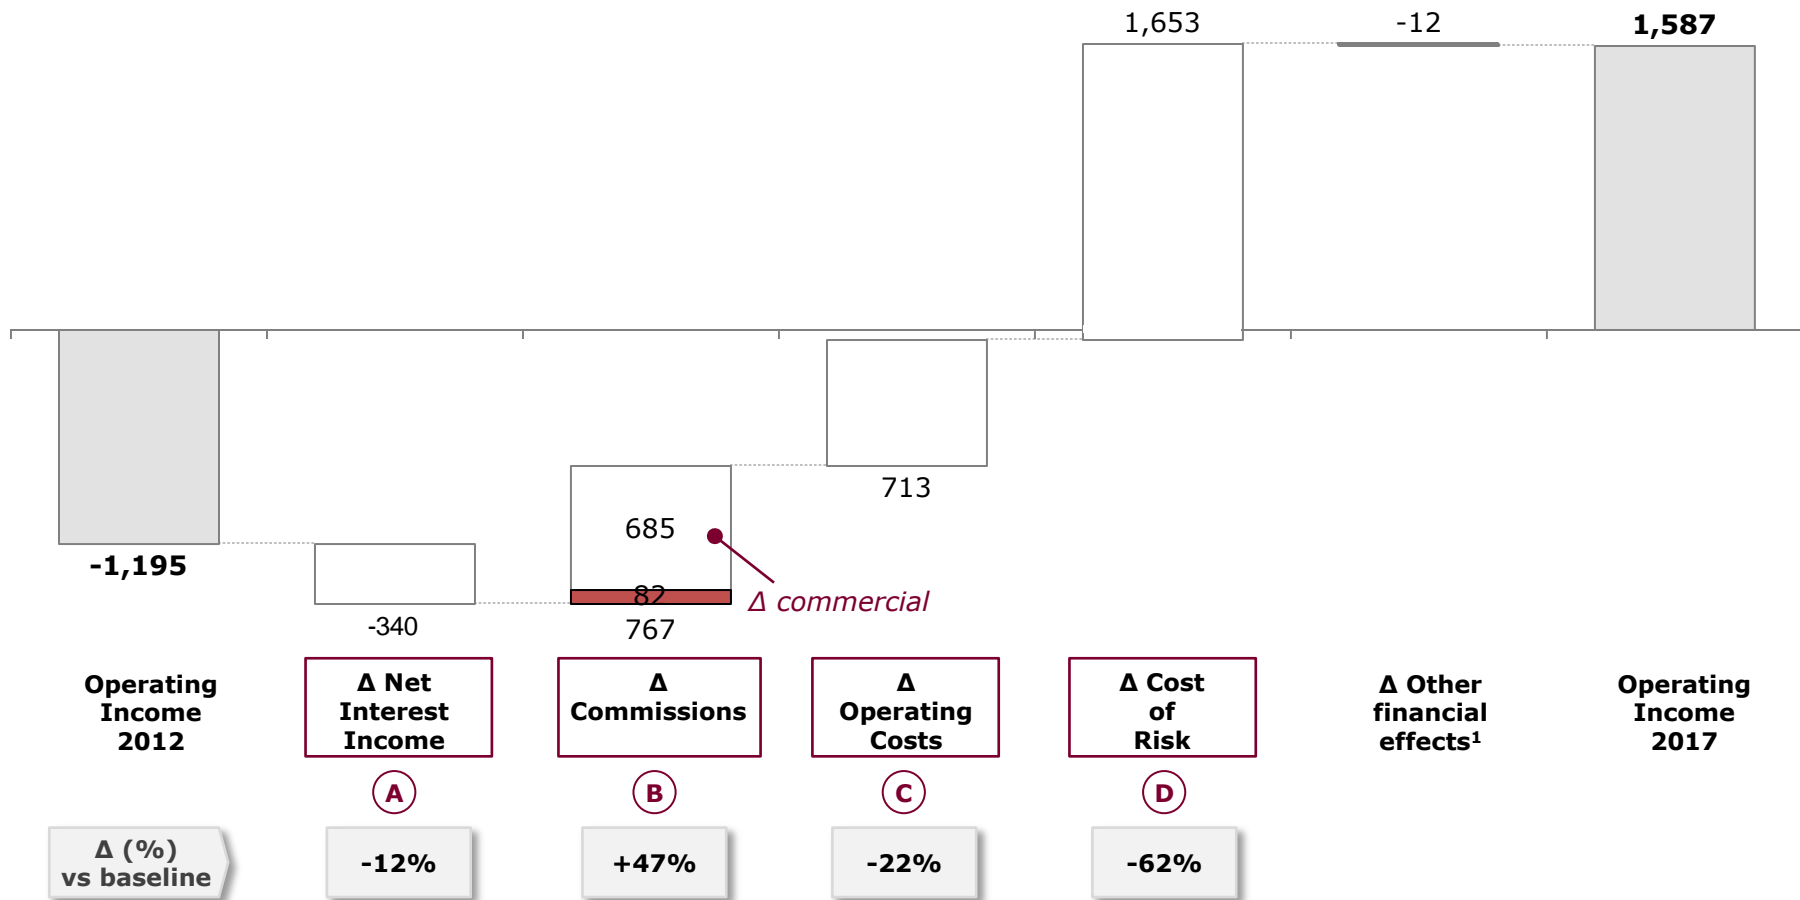 1,653
-12
1,587
-1,195
-340
685
82
767
Δ commercial
713
Operating
Income
2012
Δ Net
Interest
Income
Δ
Commissions
Δ
Operating
Costs
Δ Cost
of
Risk
Δ Other
financial
effects¹
Operating
Income
2017
A
B
C
D
Δ (%)
vs baseline
-12%
+47%
-22%
-62%